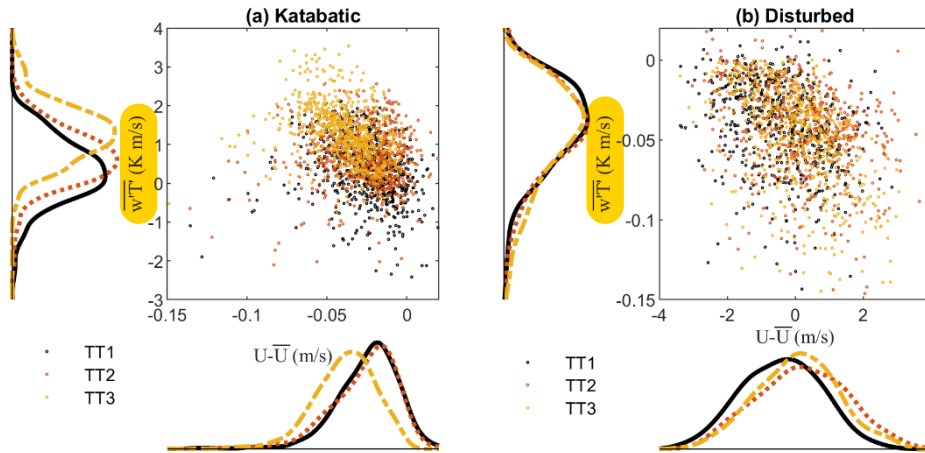 (a) Katabatic
4
3
2
1
0
-1
-2
-3
w'T' (K m/s)
-0.15
-0.1
-0.05
0
U-U (m/s)
TT1
TT2
TT3
(b) Disturbed
0
-0.05
-0.1
-0.15
w'T' (K m/s)
-4
-2
0
2
U-U (m/s)
TT1
TT2
TT3